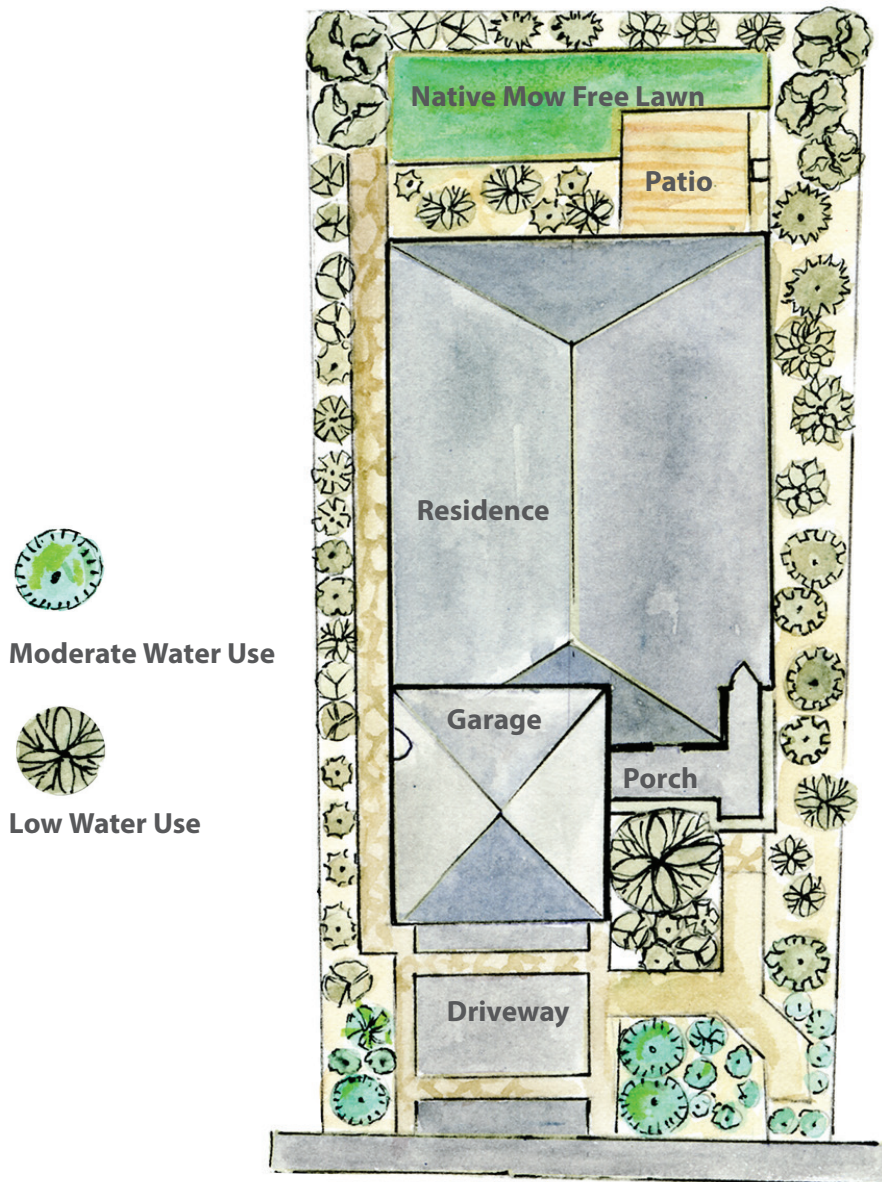 Native Mow Free Lawn
Patio
Residence
Moderate Water Use
Garage
Low Water Use
Porch
Driveway